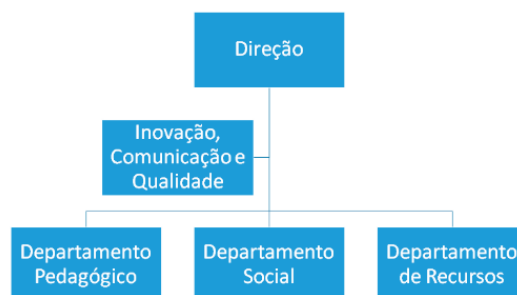 Direção
Inovação,
Comunicação e
Qualidade
Departamento
Pedagógico
Departamento
Social
Departamento
de Recursos